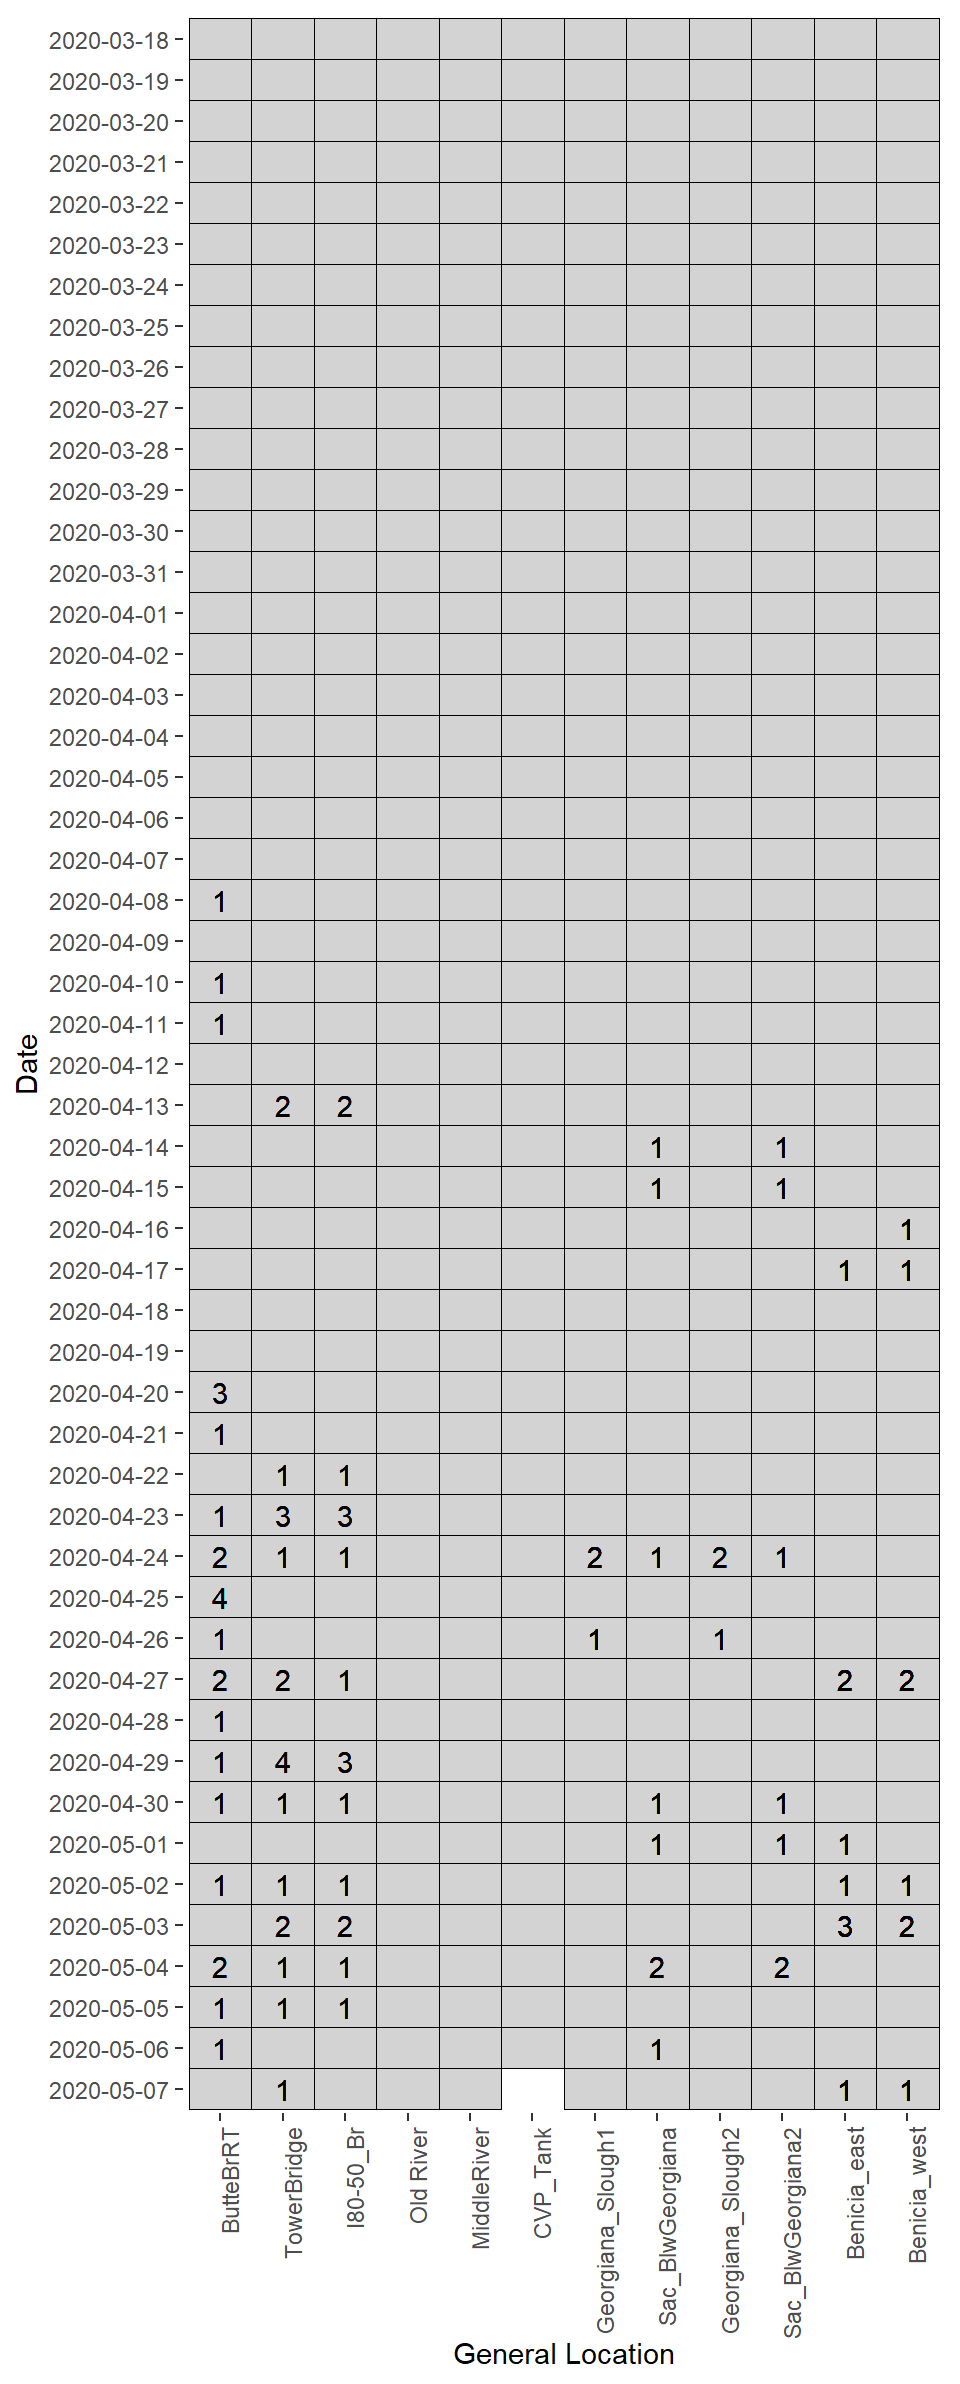 2020-03-18
2020-03-19
2020-03-20
2020-03-21
2020-03-22
2020-03-23
2020-03-24
2020-03-25
2020-03-26
2020-03-27
2020-03-28
2020-03-29
2020-03-30
2020-03-31
2020-04-01
2020-04-02
2020-04-03
2020-04-04
2020-04-05
2020-04-06
2020-04-07
2020-04-08 1
2020-04-09
2020-04-10 1
2020-04-11 1
2020-04-12
2020-04-13 2 2
2020-04-14 1 1
2020-04-15 1 1
2020-04-16 1
2020-04-17 1 1
2020-04-18
2020-04-19
2020-04-20 3
2020-04-21 1
2020-04-22 1 1
2020-04-23 1 3 3
2020-04-24 2 1 1 2 1 2 1
2020-04-25 4
2020-04-26 1 1 1
2020-04-27 2 2 1 2 2
2020-04-28 1
2020-04-29 1 4 3
2020-04-30 1 1 1 1 1
2020-05-01 1 1 1
2020-05-02 1 1 1 1 1
2020-05-03 2 2 3 2
2020-05-04 2 1 1 2 2
2020-05-05 1 1 1
2020-05-06 1 1
2020-05-07 1 1 1
Date
ButteBrRT
TowerBridge
I80-50_Br
Old River
MiddleRiver
CVP_Tank
Georgiana_Slough1
Sac_BlwGeorgiana
Georgiana_Slough2
Sac_BlwGeorgiana2
Benicia_east
Benicia_west
General Location